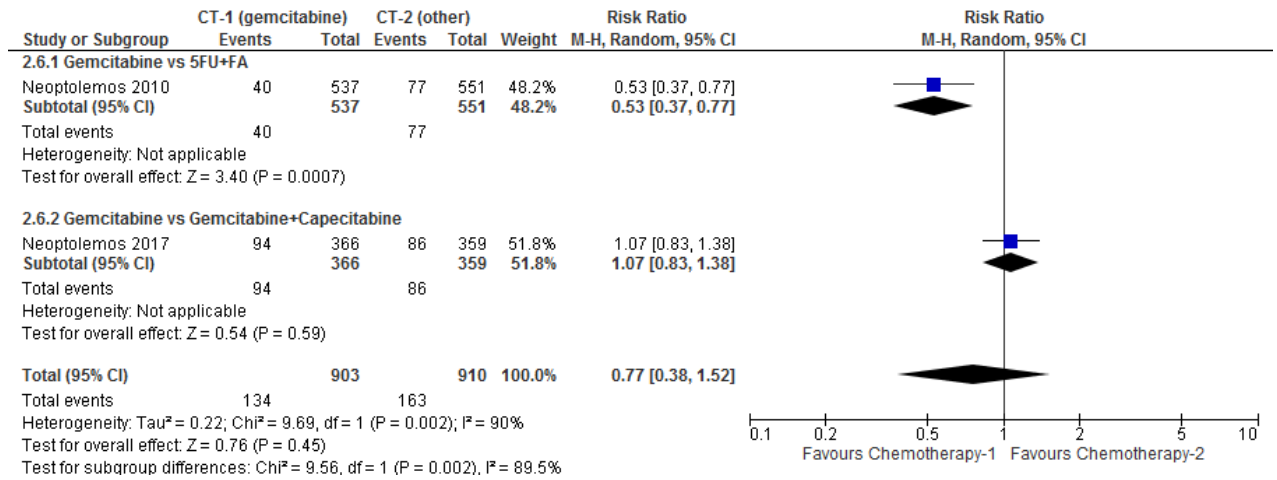 CT-1 (gemcitabine) CT-2 (other) Risk Ratio Risk Ratio
Study or Subgroup Events Total Events Total Weight M-H, Random, 95% CI M-H, Random, 95% CI
2.6.1 Gemcitabine vs 5FU+FA
Neoptolemos 2010 40 537 77 551 48.2% 0.53 [0.37, 0.77]
Subtotal (95% CI) 537 551 48.2% 0.53 [0.37, 0.77]
Total events 40 77
Heterogeneity: Not applicable
Test for overall effect: Z = 3.40 (P = 0.0007)
2.6.2 Gemcitabine vs Gemcitabine+Capecitabine
Neoptolemos 2017 94 366 86 359 51.8% 1.07 [0.83, 1.38]
Subtotal (95% CI) 366 359 51.8% 1.07 [0.83, 1.38]
Total events 94 86
Heterogeneity: Not applicable
Test for overall effect: Z = 0.54 (P = 0.59)
Total (95% CI) 903 910 100.0% 0.77 [0.38, 1.52]
Total events 134 163
Heterogeneity: Tau² = 0.22; Chi² = 9.69, df = 1 (P = 0.002); I² = 90%
Test for overall effect: Z = 0.76 (P = 0.45)
Test for subgroup differences: Chi² = 9.56, df = 1 (P = 0.002), I² = 89.5%
0.1 0.2 0.5 1 2 5 10
Favours Chemotherapy-1 Favours Chemotherapy-2